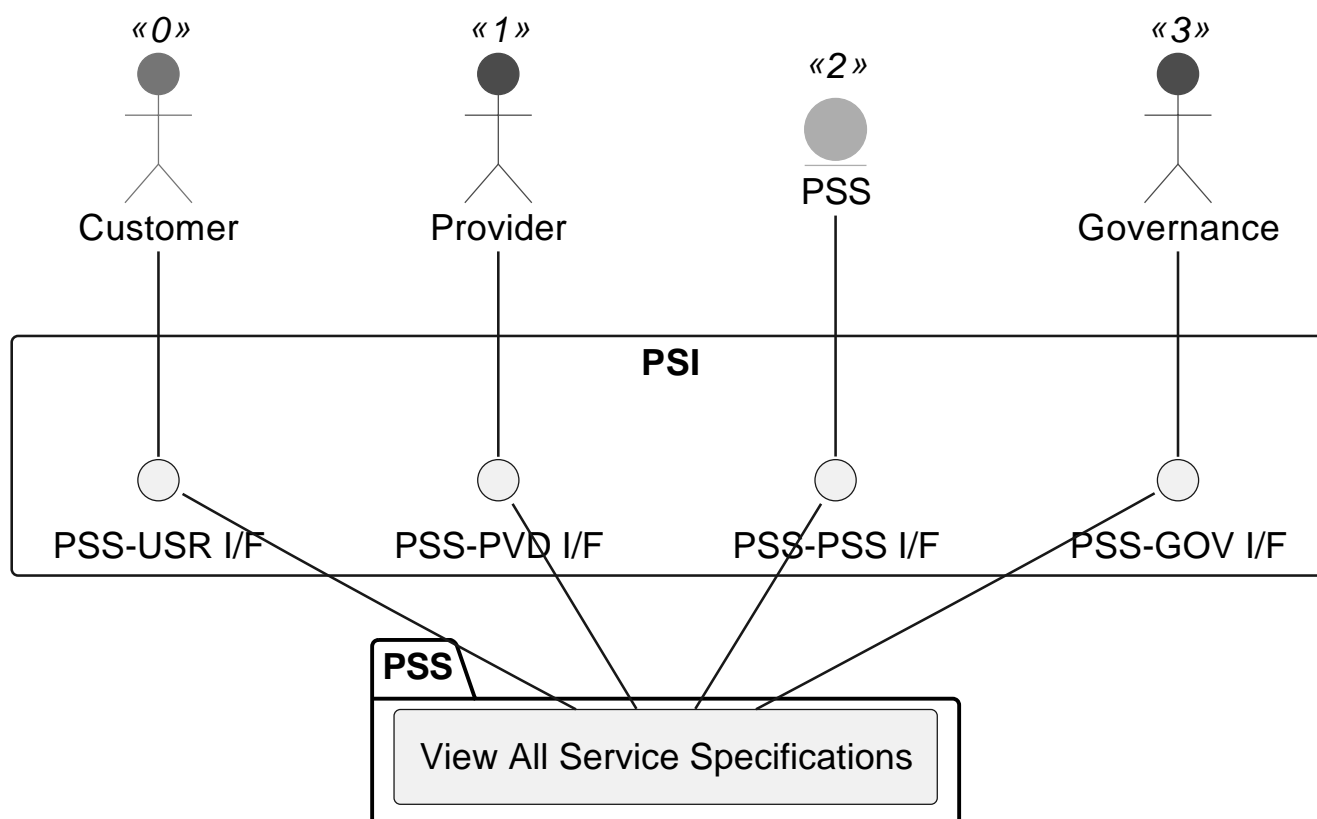 «0» «1» «3»
«2»
PSS
Customer Provider Governance
PSI
PSS-USR I/F PSS-PVD I/F PSS-PSS I/F PSS-GOV I/F
PSS
View All Service Specifications